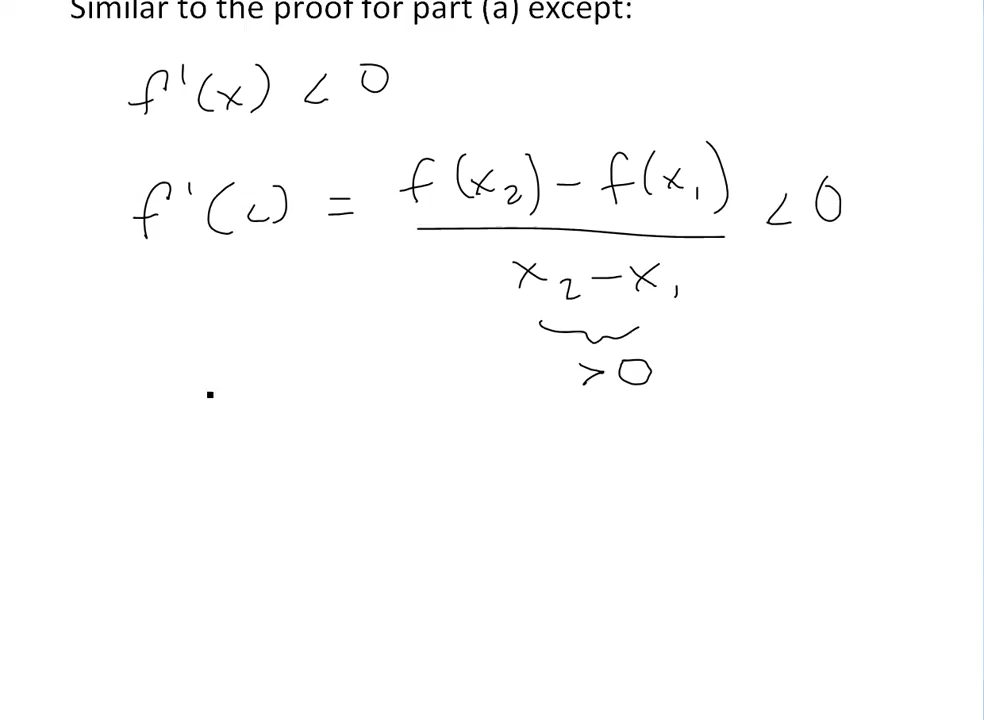 Similar to the proof for part (a) except:
f'(x) < 0
f'(c) = f(x₂) - f(x₁) < 0
x₂ - x₁
> 0